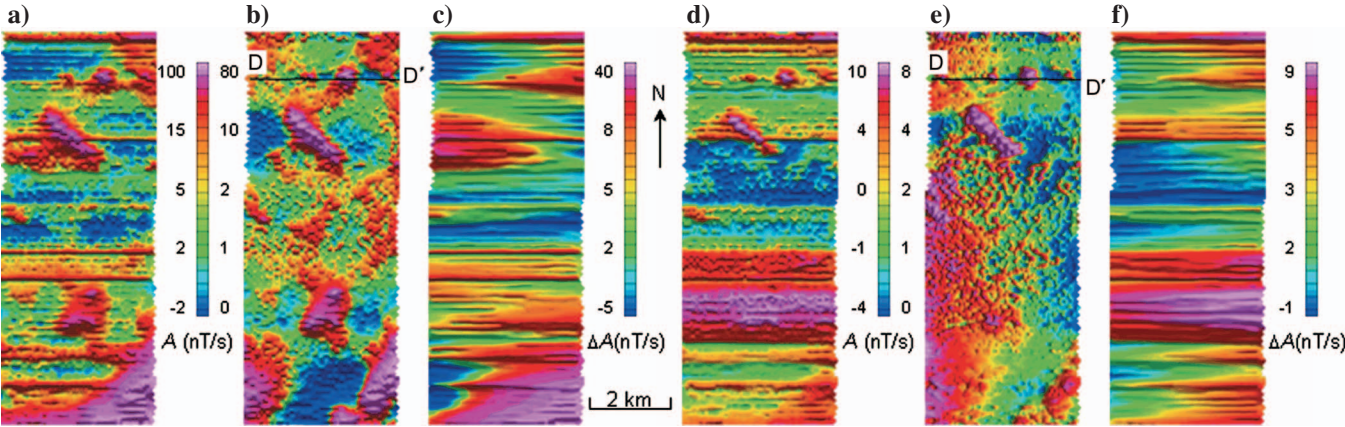 a) b) c) d) e) f)
D D′ N D D′
100 80 40 10 8 9
15 10 8 4 4 5
5 2 4 0 2 3
2 1 2 -1 1 2
-2 0 -5 -4 0 -1
A (nT/s) ΔA(nT/s) A (nT/s) ΔA(nT/s)
2 km